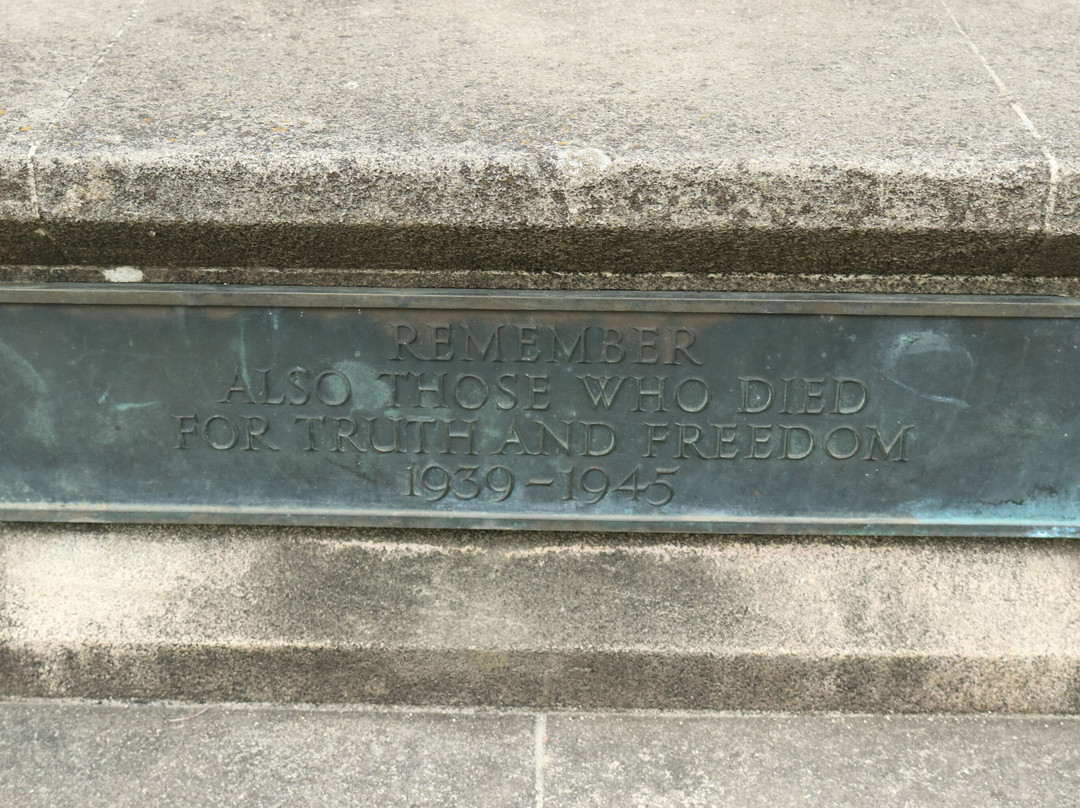 REMEMBER
ALSO THOSE WHO DIED
FOR TRUTH AND FREEDOM
1939-1945